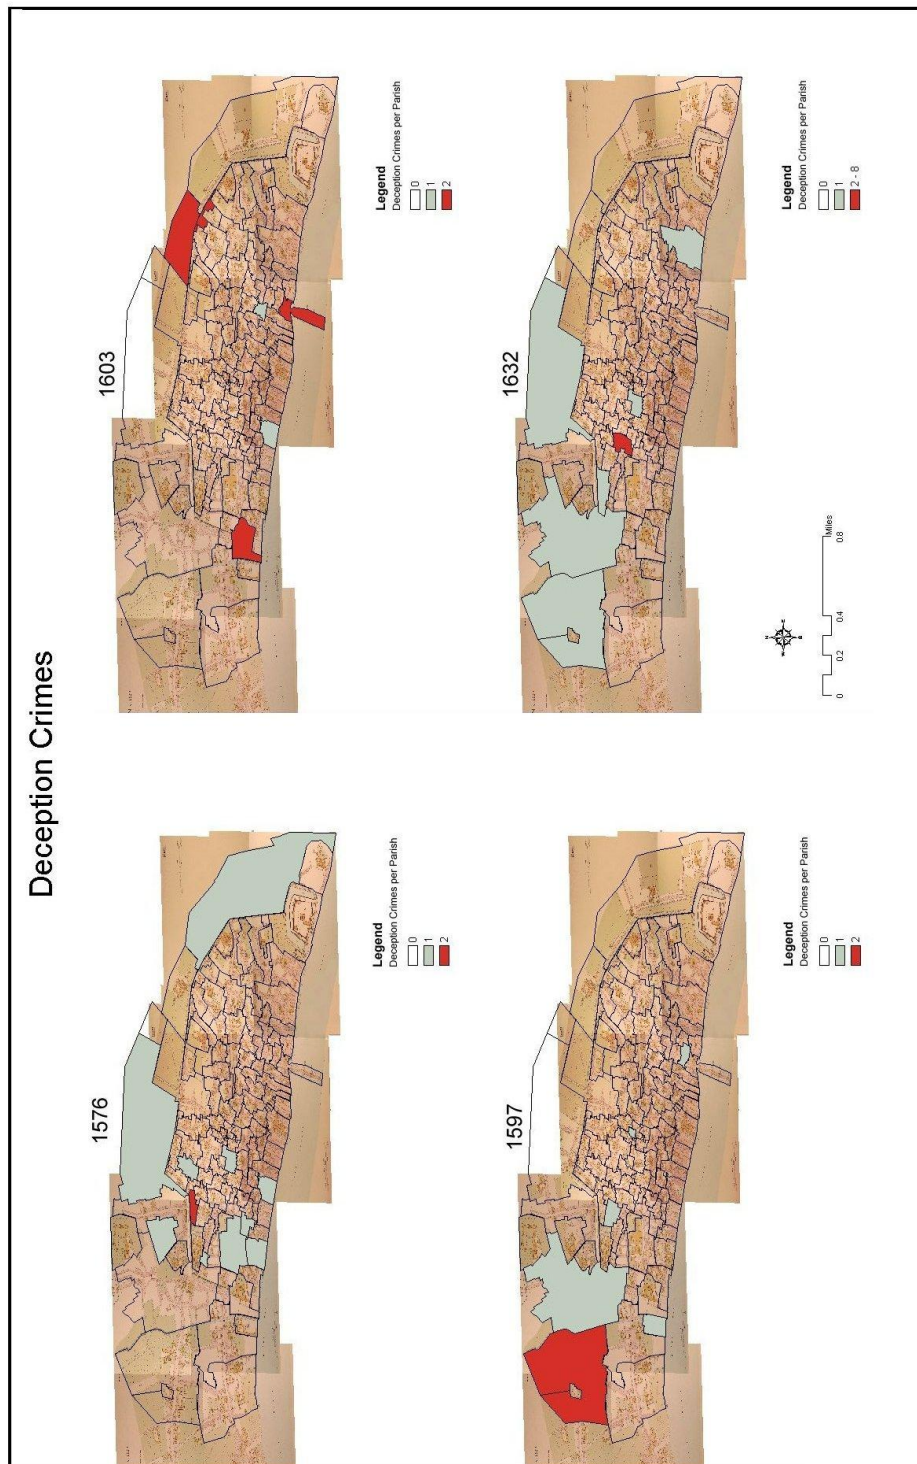 Deception Crimes
1576
Legend
Deception Crimes per Parish
0
1
2
1603
Legend
Deception Crimes per Parish
0
1
2
1597
Legend
Deception Crimes per Parish
0
1
2
1632
Legend
Deception Crimes per Parish
0
1
2 - 8
N
W
E
S
0 0.2 0.4 0.8
Miles